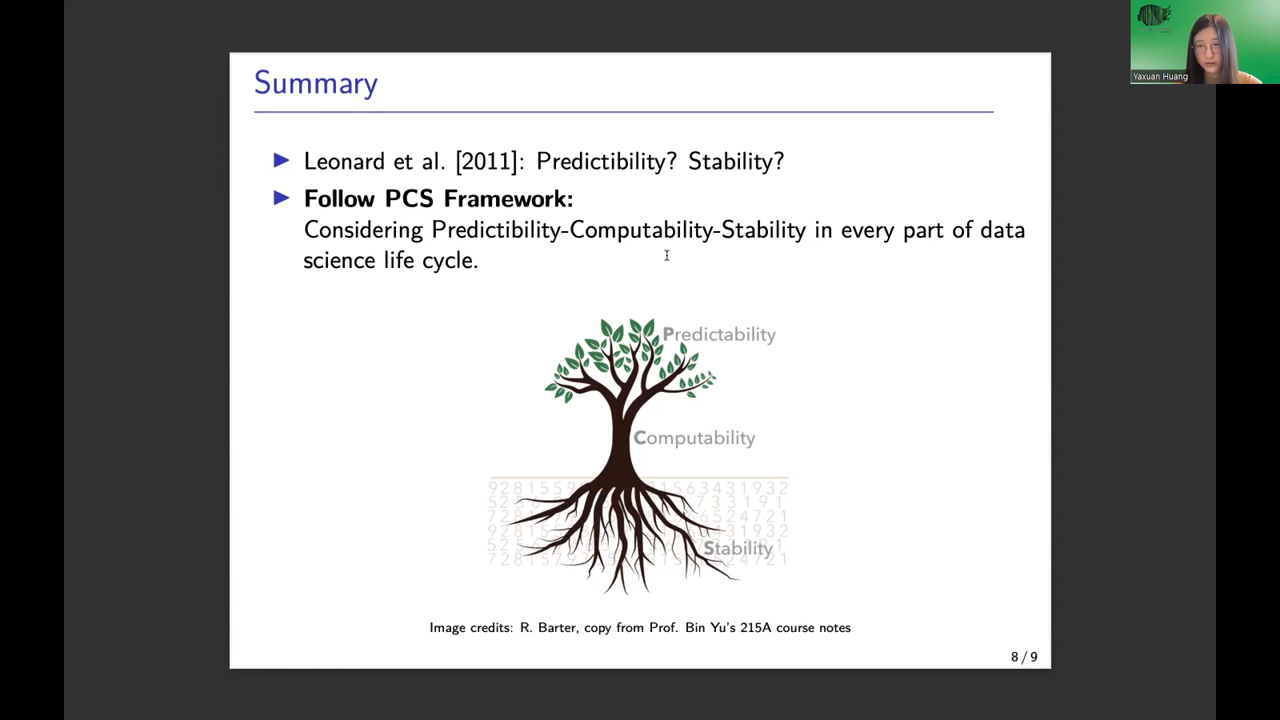 Summary
Leonard et al. [2011]: Predictibility? Stability?
Follow PCS Framework:
Considering Predictibility-Computability-Stability in every part of data
science life cycle.
Predictability
Computability
Stability
Image credits: R. Barter, copy from Prof. Bin Yu's 215A course notes
8 / 9
Yaxuan Huang